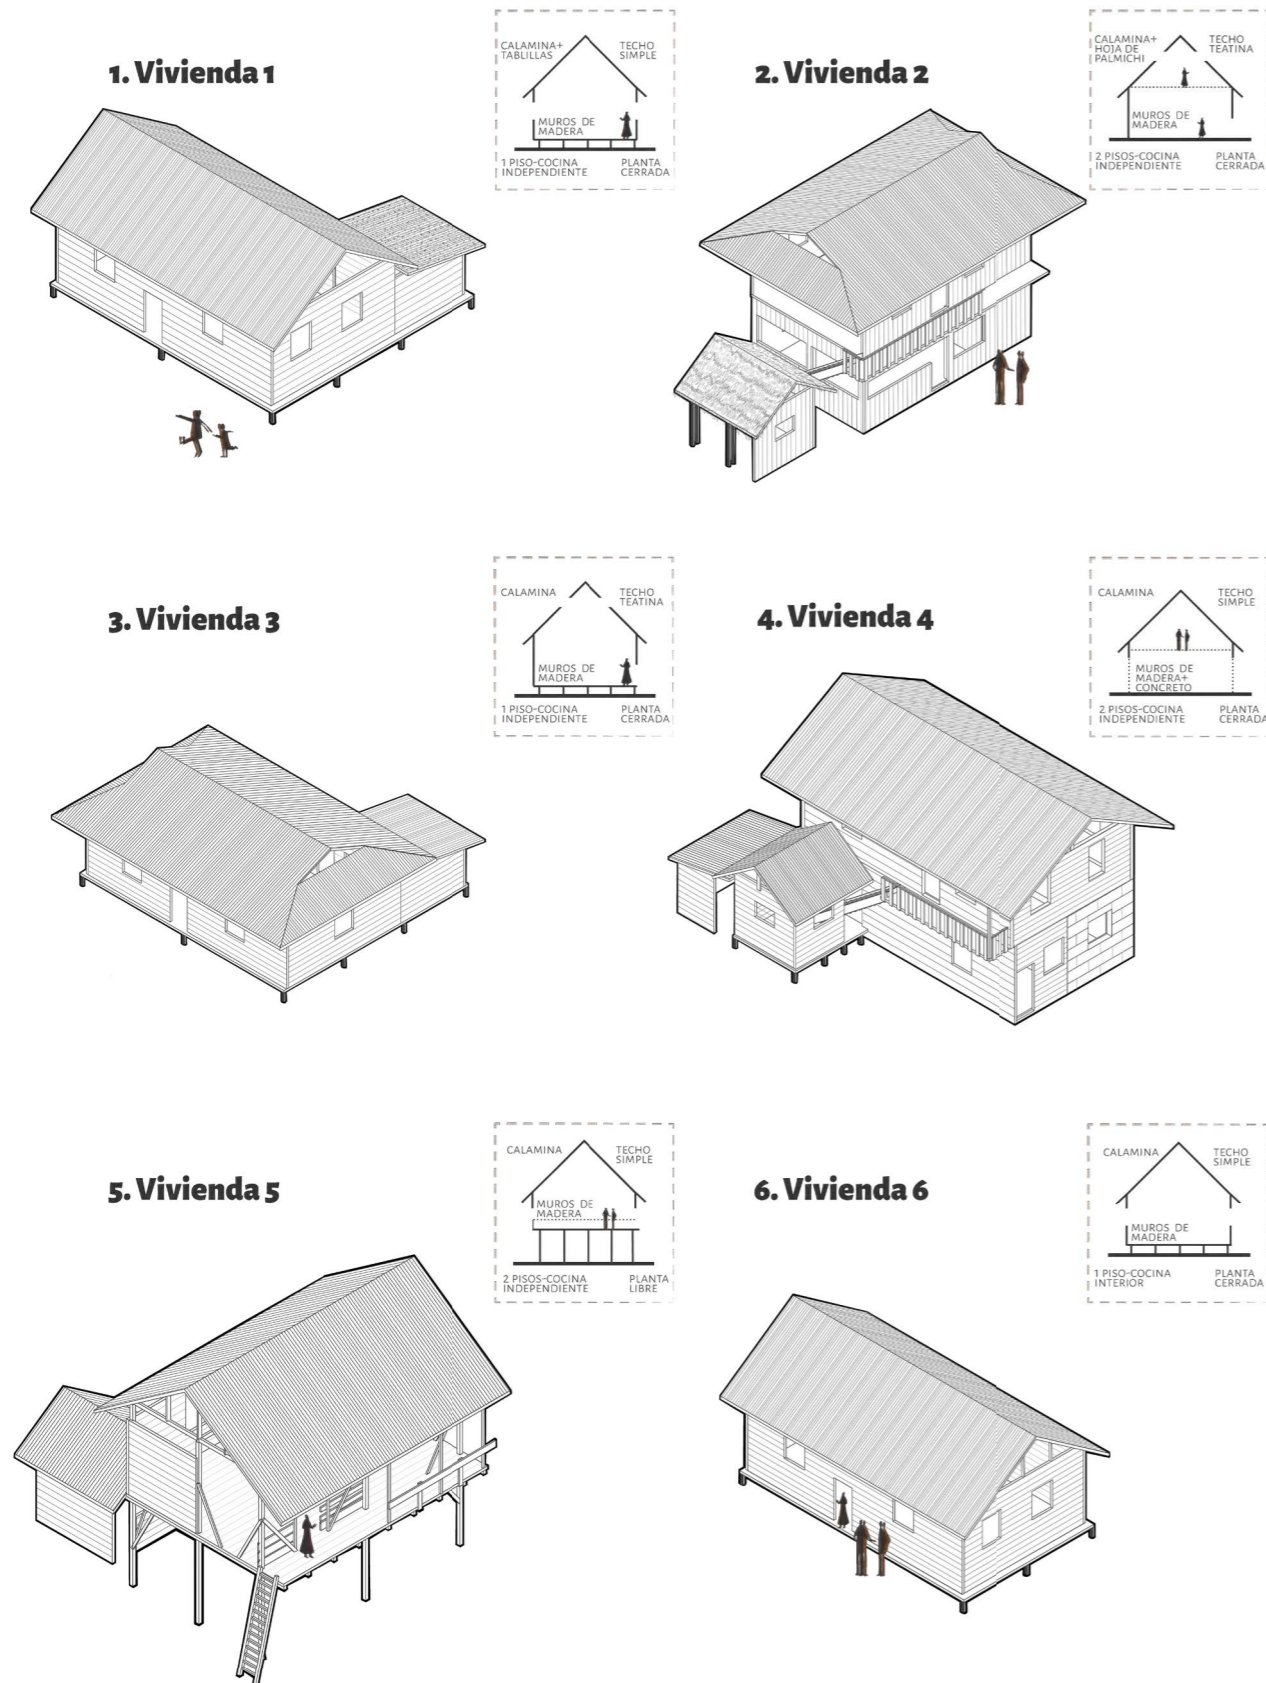 1. Vivienda 1
CALAMINA+
TABLILLAS
TECHO
SIMPLE
MUROS DE
MADERA
1 PISO-COCINA
INDEPENDIENTE
PLANTA
CERRADA
2. Vivienda 2
CALAMINA+
HOJA DE
PALMICHI
TECHO
TEATINA
MUROS DE
MADERA
2 PISOS-COCINA
INDEPENDIENTE
PLANTA
CERRADA
3. Vivienda 3
CALAMINA
TECHO
TEATINA
MUROS DE
MADERA
1 PISO-COCINA
INDEPENDIENTE
PLANTA
CERRADA
4. Vivienda 4
CALAMINA
TECHO
SIMPLE
MUROS DE
MADERA+
CONCRETO
2 PISOS-COCINA
INDEPENDIENTE
PLANTA
CERRADA
5. Vivienda 5
CALAMINA
TECHO
SIMPLE
MUROS DE
MADERA
2 PISOS-COCINA
INDEPENDIENTE
PLANTA
LIBRE
6. Vivienda 6
CALAMINA
TECHO
SIMPLE
MUROS DE
MADERA
1 PISO-COCINA
INTERIOR
PLANTA
CERRADA